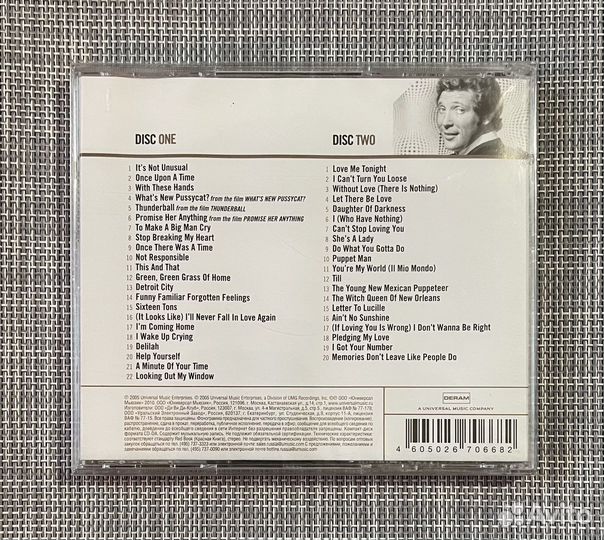 DISC ONE
1 It's Not Unusual
2 Once Upon A Time
3 With These Hands
4 What's New Pussycat? from the film WHAT'S NEW PUSSYCAT?
5 Thunderball from the film THUNDERBALL
6 Promise Her Anything from the film PROMISE HER ANYTHING
7 To Make A Big Man Cry
8 Stop Breaking My Heart
9 Once There Was A Time
10 Not Responsible
11 This And That
12 Green, Green Grass Of Home
13 Detroit City
14 Funny Familiar Forgotten Feelings
15 Sixteen Tons
16 (It Looks Like) I'll Never Fall In Love Again
17 I'm Coming Home
18 I Wake Up Crying
19 Delilah
20 Help Yourself
21 A Minute Of Your Time
22 Looking Out My Window
DISC TWO
1 Love Me Tonight
2 I Can't Turn You Loose
3 Without Love (There Is Nothing)
4 Let There Be Love
5 Daughter Of Darkness
6 I (Who Have Nothing)
7 Can't Stop Loving You
8 She's A Lady
9 Do What You Gotta Do
10 Puppet Man
11 You're My World (Il Mio Mondo)
12 Till
13 The Young New Mexican Puppeteer
14 The Witch Queen Of New Orleans
15 Letter To Lucille
16 Ain't No Sunshine
17 (If Loving You Is Wrong) I Don't Wanna Be Right
18 Pledging My Love
19 I Got Your Number
20 Memories Don't Leave Like People Do
DERAM
A UNIVERSAL MUSIC COMPANY
4 605026 706682
Avito